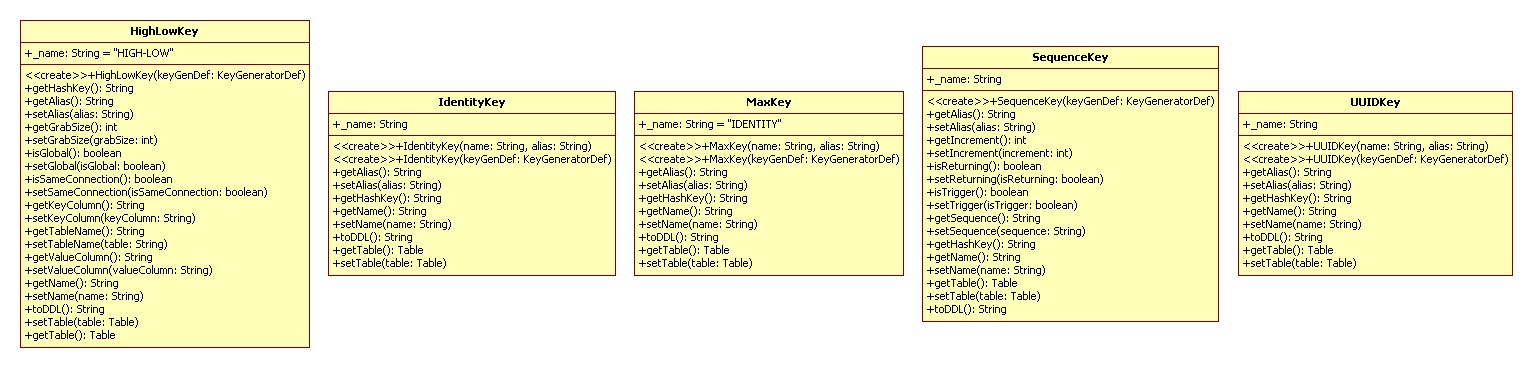 HighLowKey
+_name: String = "HIGH-LOW"
<<create>>+HighLowKey(keyGenDef: KeyGeneratorDef)
+getHashKey(): String
+getAlias(): String
+setAlias(alias: String)
+getGrabSize(): int
+setGrabSize(grabSize: int)
+isGlobal(): boolean
+setGlobal(isGlobal: boolean)
+isSameConnection(): boolean
+setSameConnection(isSameConnection: boolean)
+getKeyColumn(): String
+setKeyColumn(keyColumn: String)
+getTableName(): String
+setTableName(table: String)
+getValueColumn(): String
+setValueColumn(valueColumn: String)
+getName(): String
+setName(name: String)
+toDDL(): String
+setTable(table: Table)
+getTable(): Table
IdentityKey
+_name: String
<<create>>+IdentityKey(name: String, alias: String)
<<create>>+IdentityKey(keyGenDef: KeyGeneratorDef)
+getAlias(): String
+setAlias(alias: String)
+getHashKey(): String
+getName(): String
+setName(name: String)
+toDDL(): String
+getTable(): Table
+setTable(table: Table)
MaxKey
+_name: String = "IDENTITY"
<<create>>+MaxKey(name: String, alias: String)
<<create>>+MaxKey(keyGenDef: KeyGeneratorDef)
+getAlias(): String
+setAlias(alias: String)
+getHashKey(): String
+getName(): String
+setName(name: String)
+toDDL(): String
+getTable(): Table
+setTable(table: Table)
SequenceKey
+_name: String
<<create>>+SequenceKey(keyGenDef: KeyGeneratorDef)
+getAlias(): String
+setAlias(alias: String)
+getIncrement(): int
+setIncrement(increment: int)
+isReturning(): boolean
+setReturning(isReturning: boolean)
+isTrigger(): boolean
+setTrigger(isTrigger: boolean)
+getSequence(): String
+setSequence(sequence: String)
+getHashKey(): String
+getName(): String
+setName(name: String)
+getTable(): Table
+setTable(table: Table)
+toDDL(): String
UUIDKey
+_name: String
<<create>>+UUIDKey(name: String, alias: String)
<<create>>+UUIDKey(keyGenDef: KeyGeneratorDef)
+getAlias(): String
+setAlias(alias: String)
+getHashKey(): String
+getName(): String
+setName(name: String)
+toDDL(): String
+getTable(): Table
+setTable(table: Table)